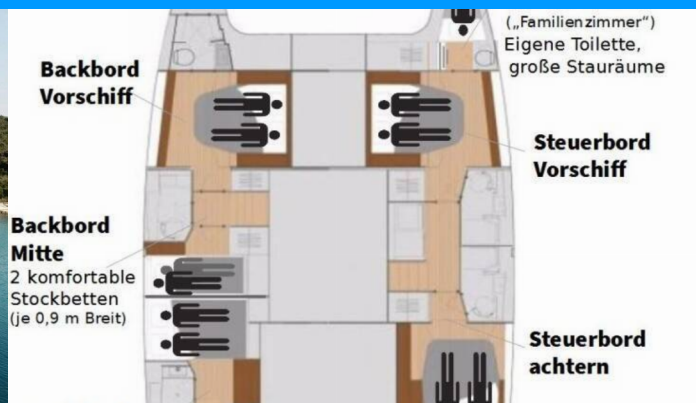 („Familienzimmer“)
Eigene Toilette,
große Stauräume
Backbord
Vorschiff
Steuerbord
Vorschiff
Backbord
Mitte
2 komfortable
Stockbetten
(je 0,9 m Breit)
Steuerbord
achtern